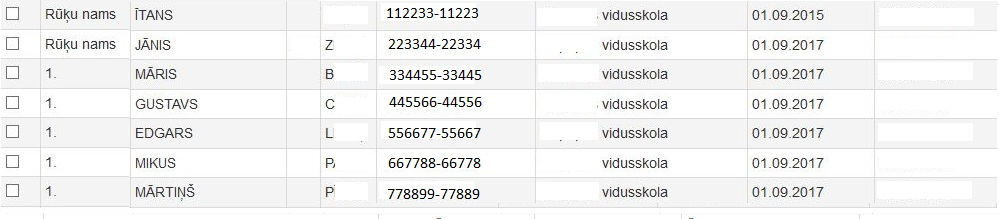 Rūķu nams ĪTANS 112233-11223 vidusskola 01.09.2015
Rūķu nams JĀNIS Z 223344-22334 vidusskola 01.09.2017
1. MĀRIS B 334455-33445 vidusskola 01.09.2017
1. GUSTAVS C 445566-44556 vidusskola 01.09.2017
1. EDGARS L 556677-55667 vidusskola 01.09.2017
1. MIKUS PA 667788-66778 vidusskola 01.09.2017
1. MĀRTIŅŠ P 778899-77889 vidusskola 01.09.2017